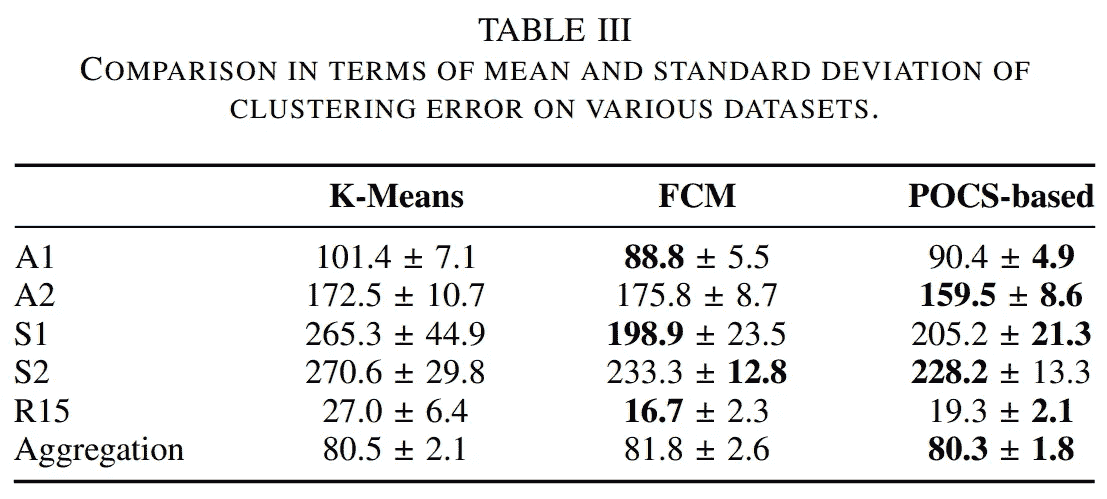 TABLE III
COMPARISON IN TERMS OF MEAN AND STANDARD DEVIATION OF
CLUSTERING ERROR ON VARIOUS DATASETS.
K-Means FCM POCS-based
A1 101.4 ± 7.1 88.8 ± 5.5 90.4 ± 4.9
A2 172.5 ± 10.7 175.8 ± 8.7 159.5 ± 8.6
S1 265.3 ± 44.9 198.9 ± 23.5 205.2 ± 21.3
S2 270.6 ± 29.8 233.3 ± 12.8 228.2 ± 13.3
R15 27.0 ± 6.4 16.7 ± 2.3 19.3 ± 2.1
Aggregation 80.5 ± 2.1 81.8 ± 2.6 80.3 ± 1.8